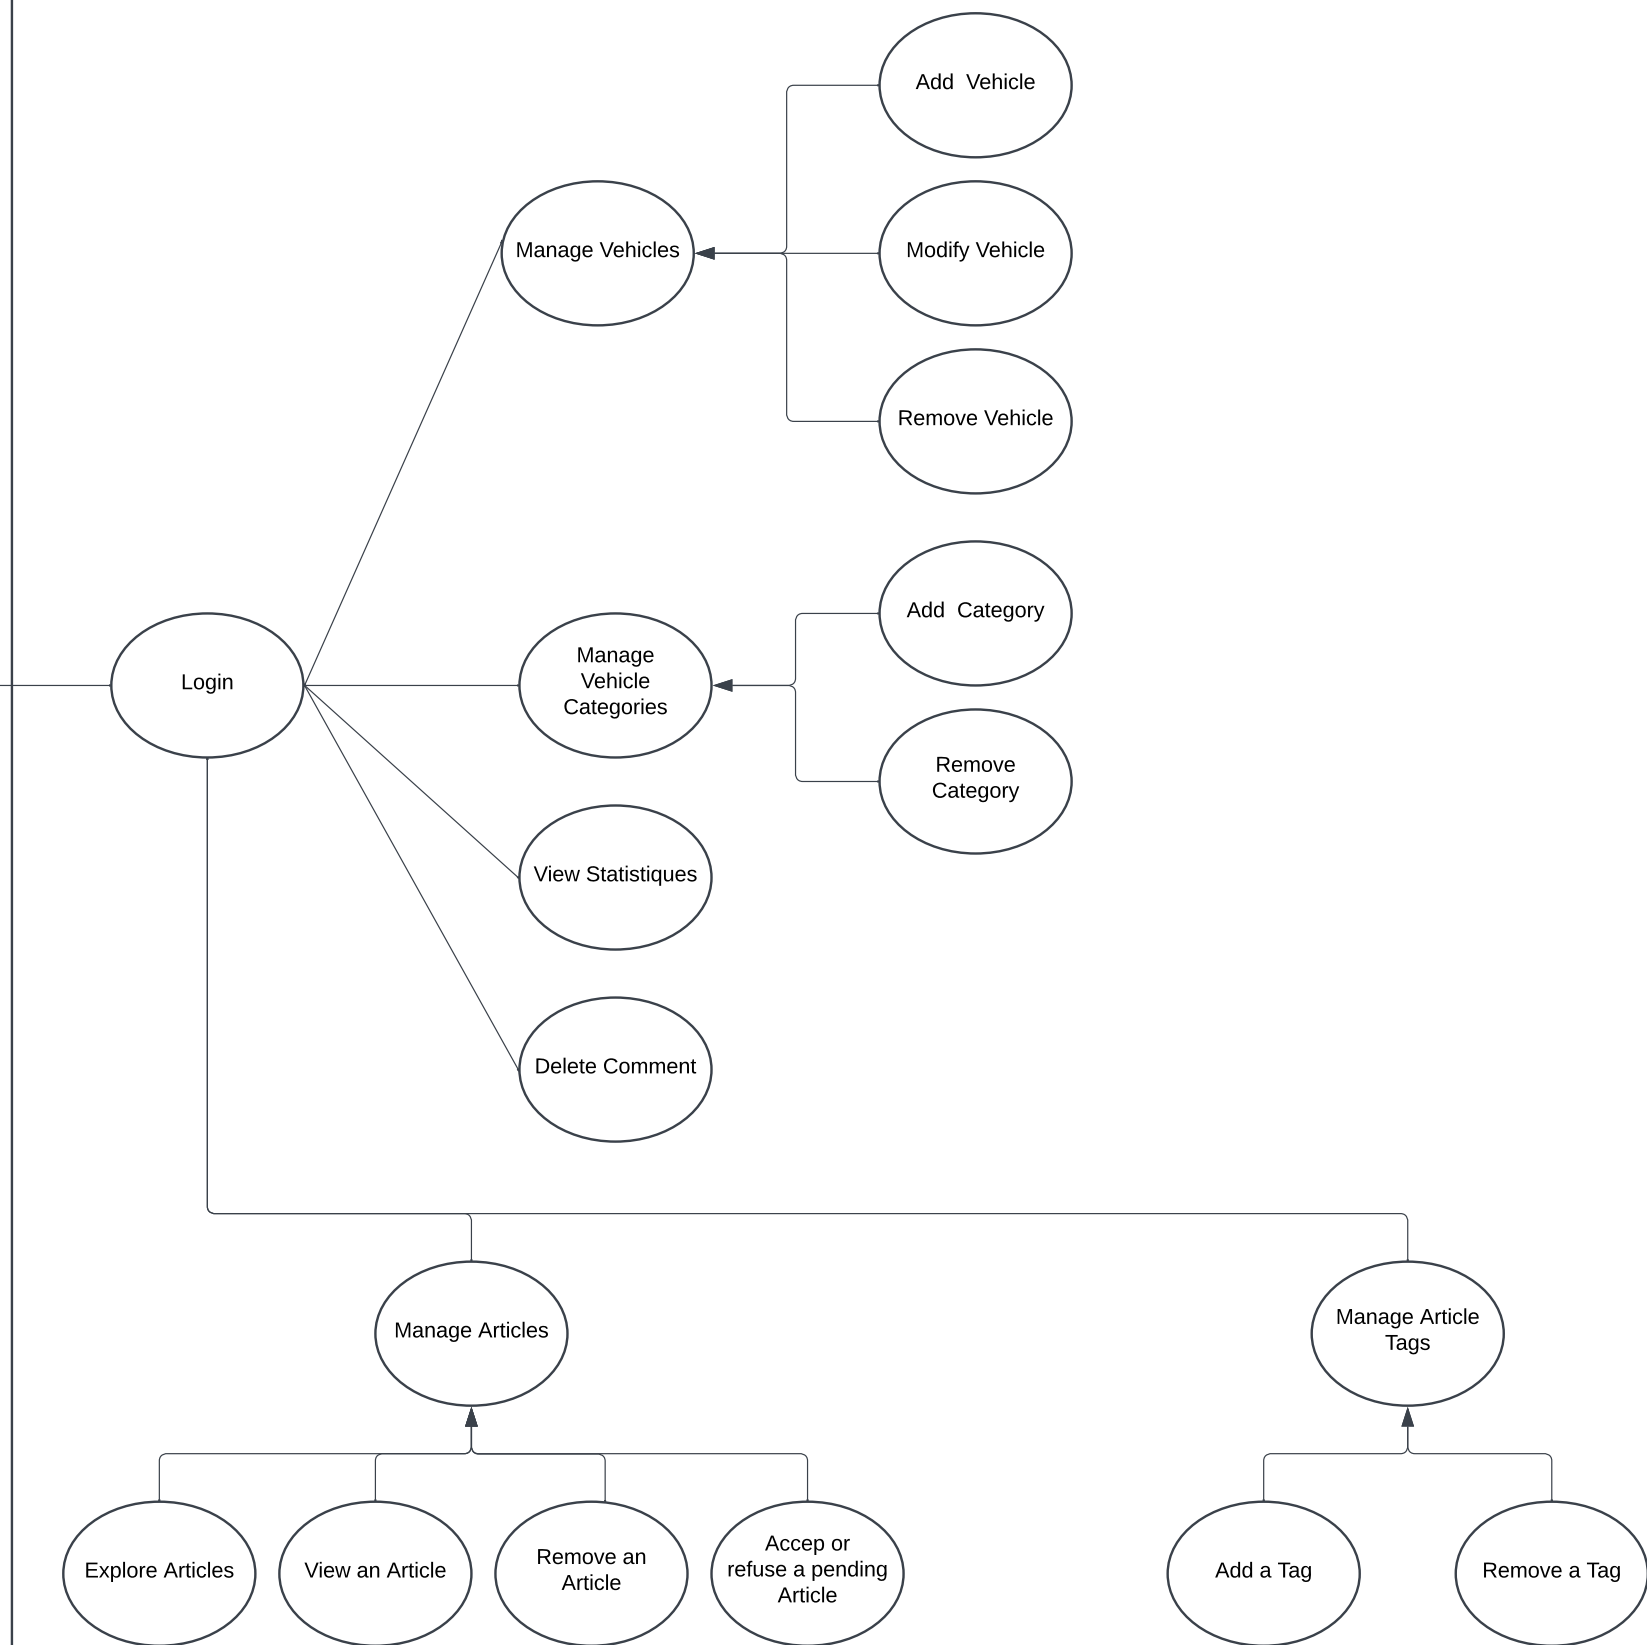 Add  Vehicle
Manage Vehicles
Modify Vehicle
Remove Vehicle
Add  Category
Login
Manage
Vehicle
Categories
Remove
Category
View Statistiques
Delete Comment
Manage Articles
Manage Article
Tags
Explore Articles
View an Article
Remove an
Article
Accep or
refuse a pending
Article
Add a Tag
Remove a Tag